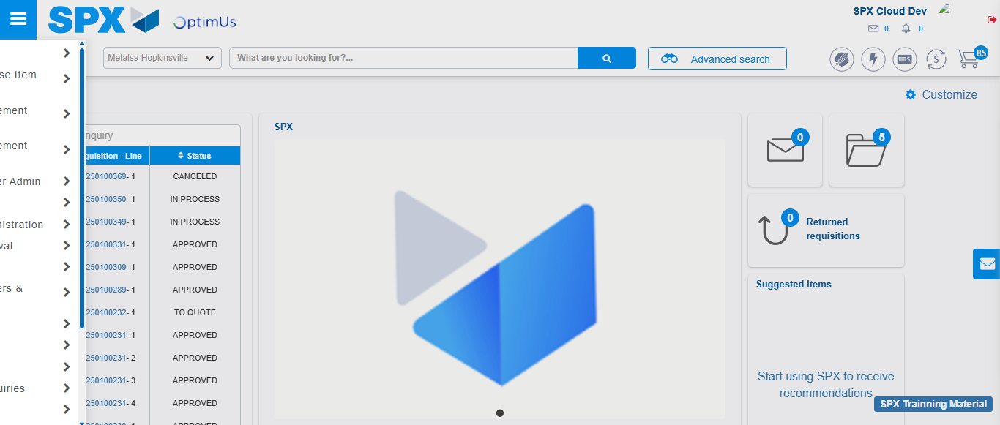 SPX
OptimUs
SPX Cloud Dev
0 0
Metalsa Hopkinsville
What are you looking for?...
Advanced search
85
Customize
se Item
ement
ement
er Admin
nistration
val
ers &
uiries
nquiry
quisition - Line Status
250100369- 1 CANCELED
250100350- 1 IN PROCESS
250100349- 1 IN PROCESS
250100331- 1 APPROVED
250100309- 1 APPROVED
250100289- 1 APPROVED
250100232- 1 TO QUOTE
250100231- 1 APPROVED
250100231- 2 APPROVED
250100231- 3 APPROVED
250100231- 4 APPROVED
SPX
0
5
0
Returned
requisitions
Suggested items
Start using SPX to receive
recommendations
SPX Trainning Material